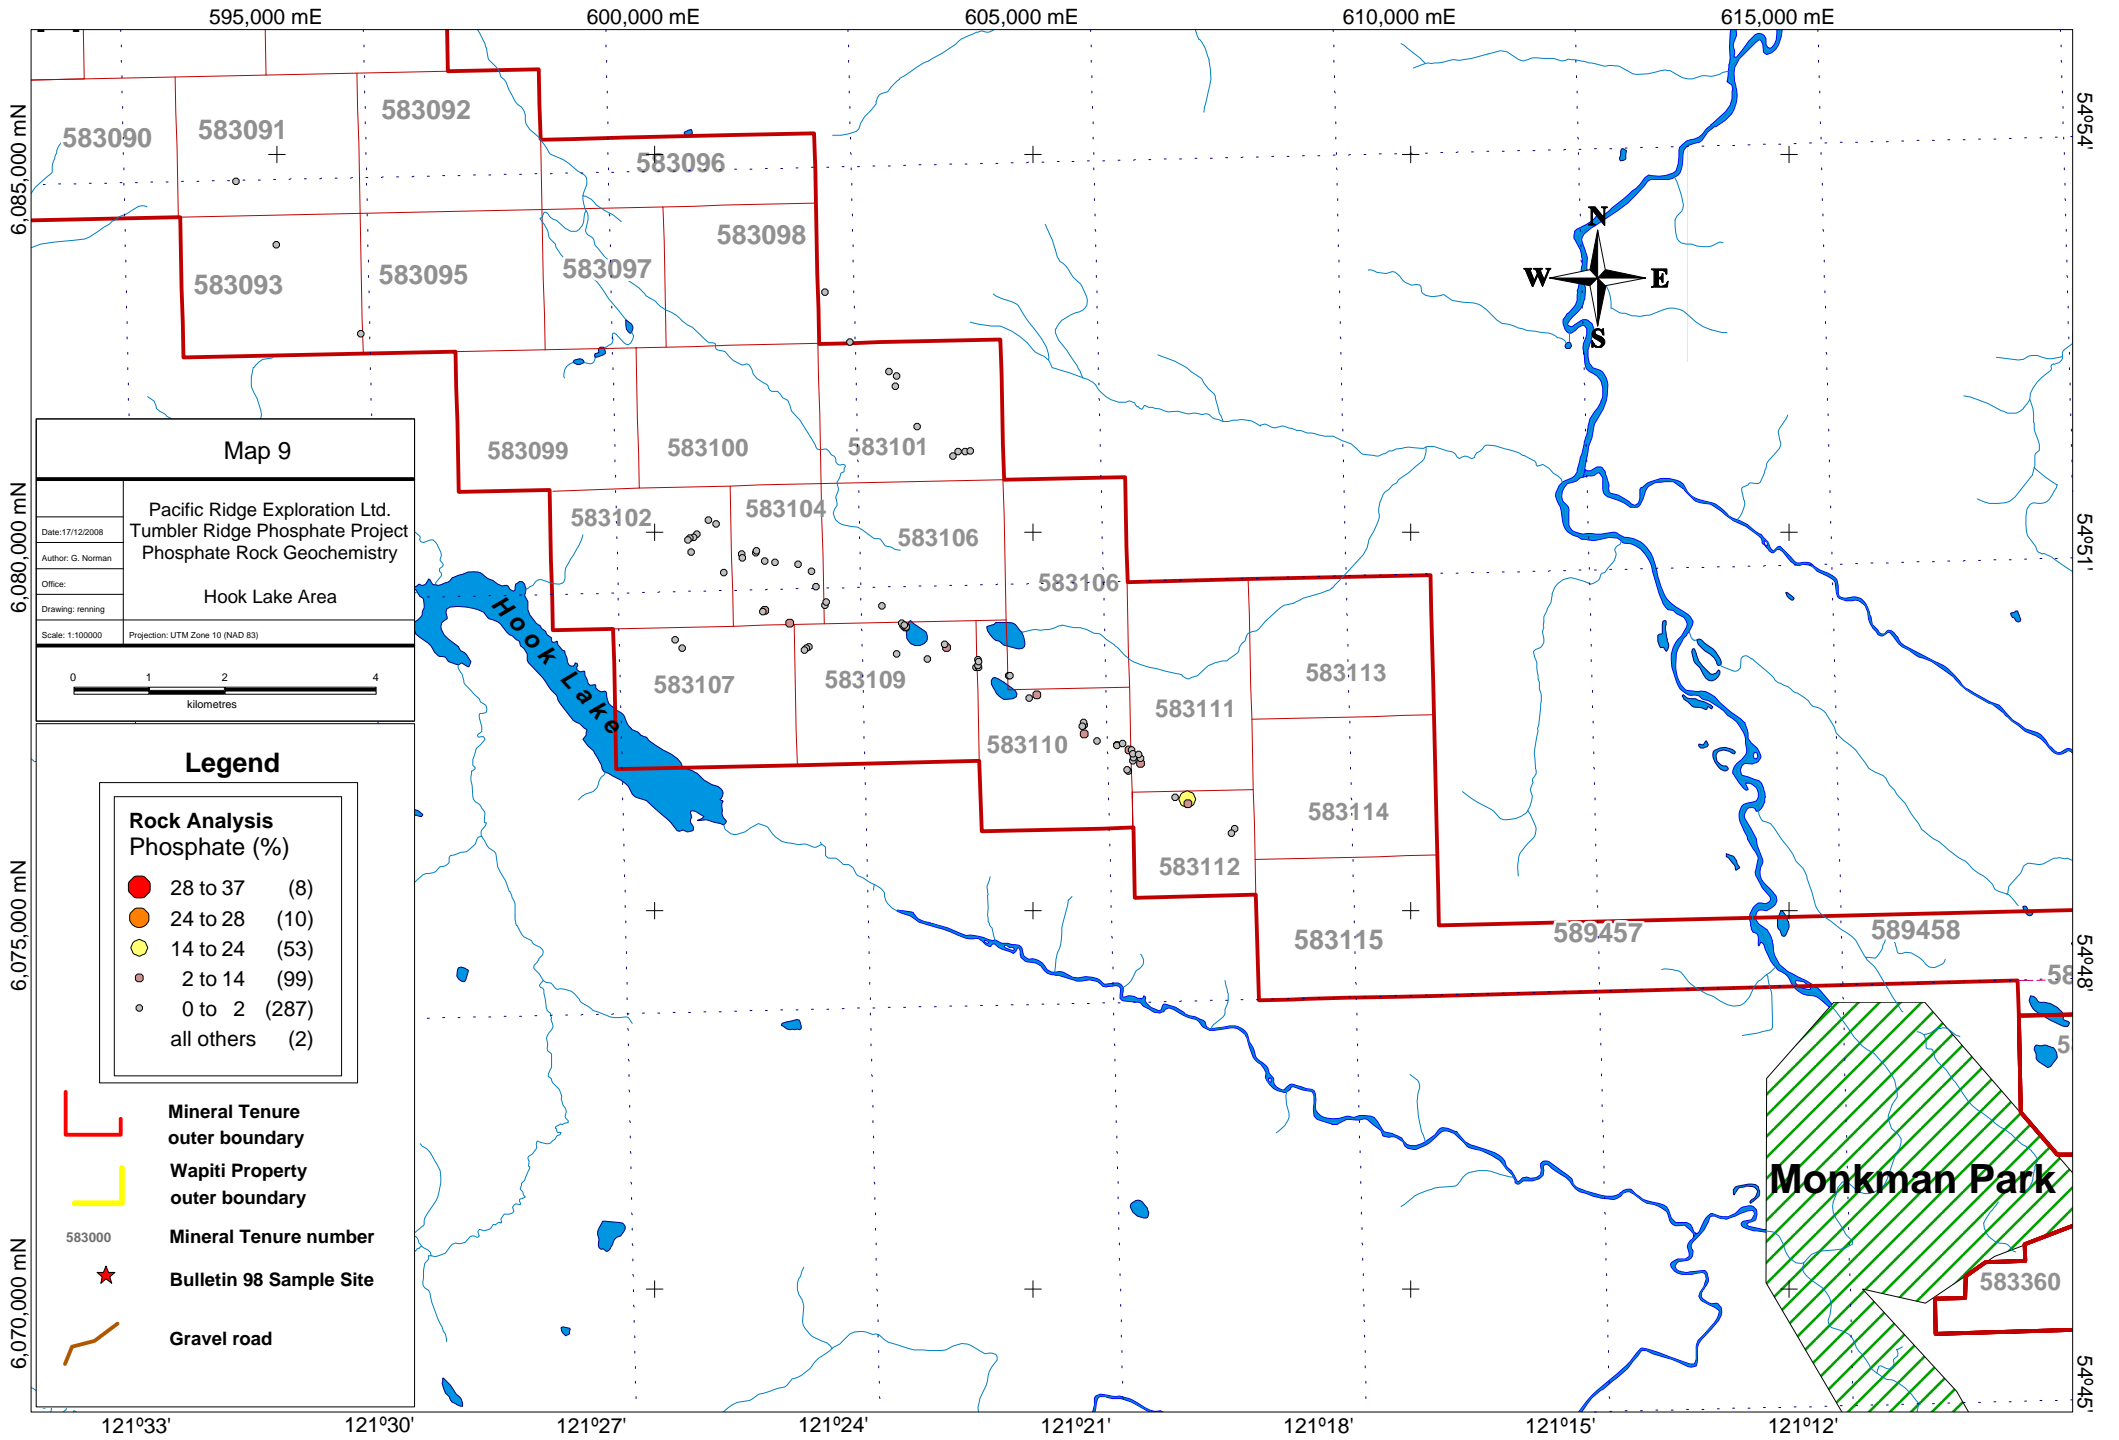 595,000 mE
600,000 mE
605,000 mE
610,000 mE
615,000 mE
6,085,000 mN
6,080,000 mN
6,075,000 mN
6,070,000 mN
54°54'
54°51'
54°48'
54°45'
583090
583091
583092
583096
583093
583095
583097
583098
N
W
E
S
583099
583100
583101
583102
583104
583106
583106
583107
583109
583110
583111
583113
583114
583112
583115
589457
589458
58
5
583360
Hook Lake
Monkman Park
Map 9
Pacific Ridge Exploration Ltd.
Tumbler Ridge Phosphate Project
Phosphate Rock Geochemistry
Hook Lake Area
Date:17/12/2008
Author: G. Norman
Office:
Drawing: renning
Scale: 1:100000
Projection: UTM Zone 10 (NAD 83)
0 1 2 4
kilometres
Legend
Rock Analysis
Phosphate (%)
28 to 37 (8)
24 to 28 (10)
14 to 24 (53)
2 to 14 (99)
0 to 2 (287)
all others (2)
Mineral Tenure
outer boundary
Wapiti Property
outer boundary
583000
Mineral Tenure number
Bulletin 98 Sample Site
Gravel road
121°33'
121°30'
121°27'
121°24'
121°21'
121°18'
121°15'
121°12'